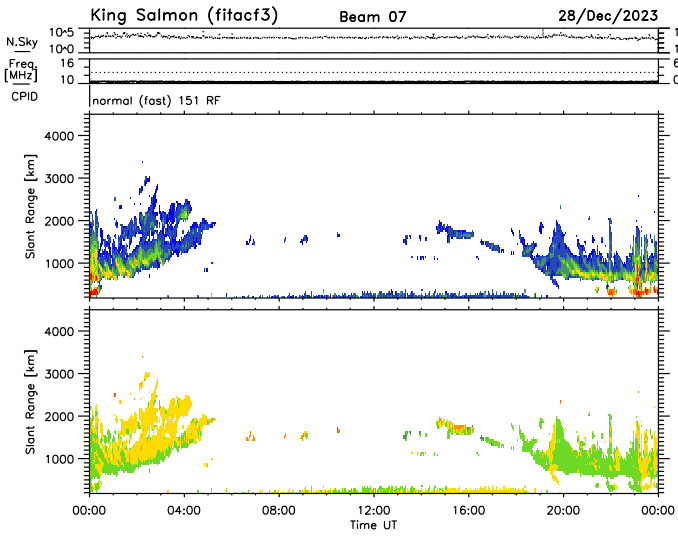 King Salmon (fitacf3) Beam 07 28/Dec/2023
N.Sky 10^5 10^0 1 1
Freq. [MHz] 16 10 6 0
CPID normal (fast) 151 RF
Slant Range [km] 4000 3000 2000 1000
Slant Range [km] 4000 3000 2000 1000
00:00 04:00 08:00 12:00 16:00 20:00 00:00
Time UT